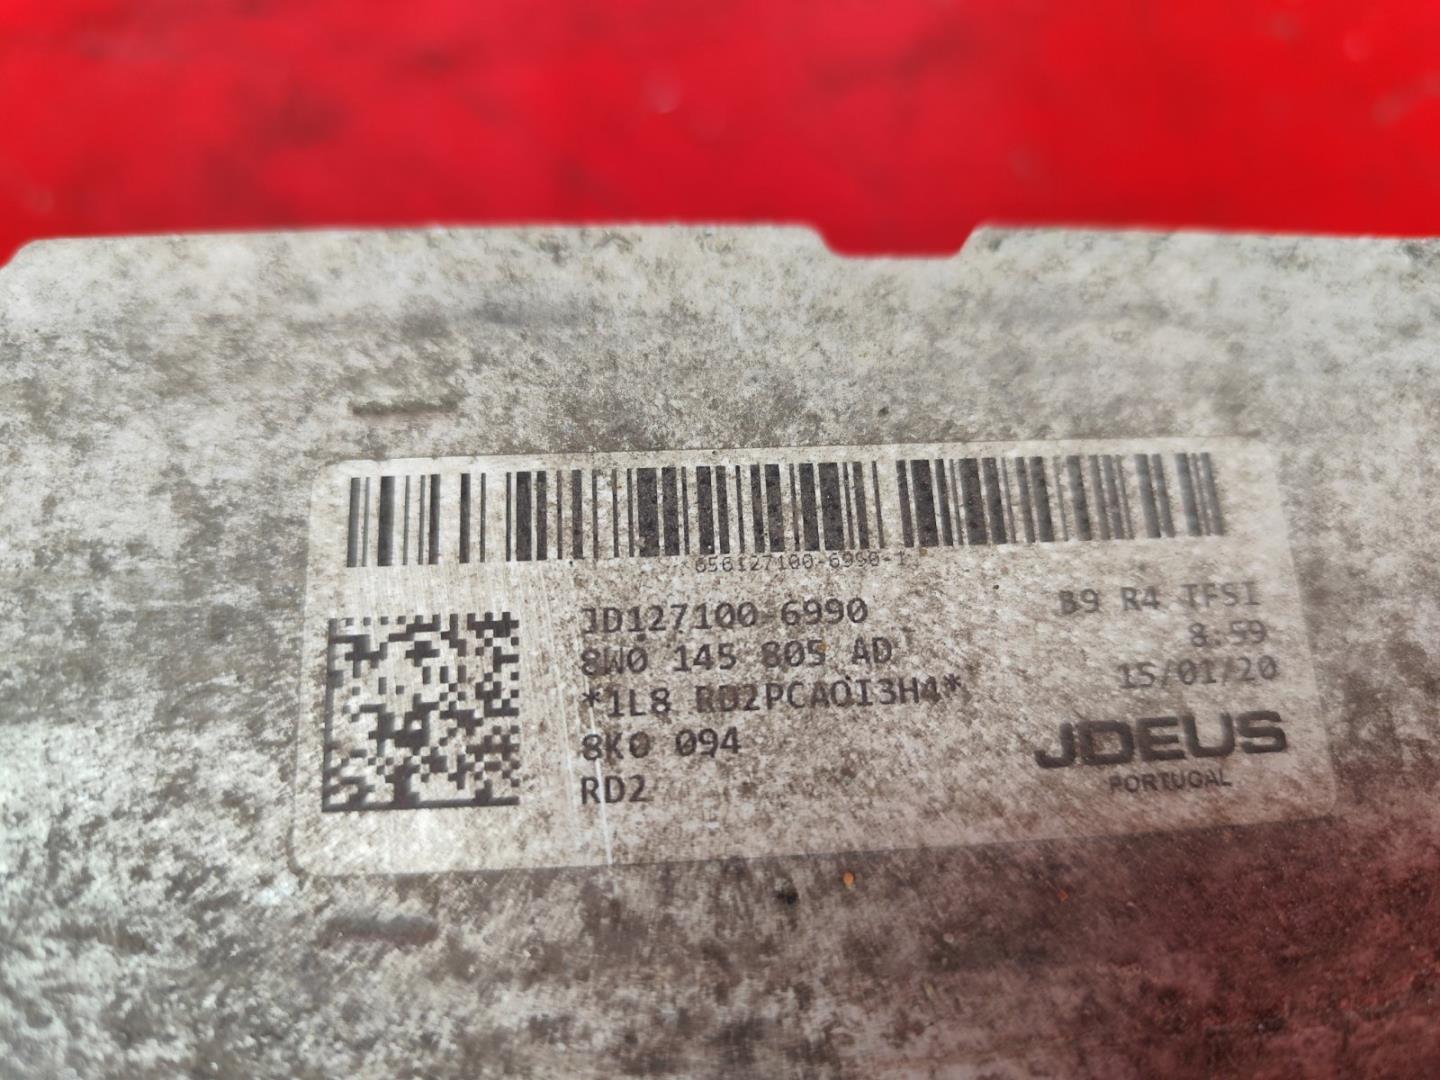 656127100-6990-1
JD127100-6990
8W0 145 805 AD
*1L8 RD2PCAOI3H4*
8K0 094
RD2
B9 R4 TFSI
8:59
15/01/20
JDEUS
PORTUGAL